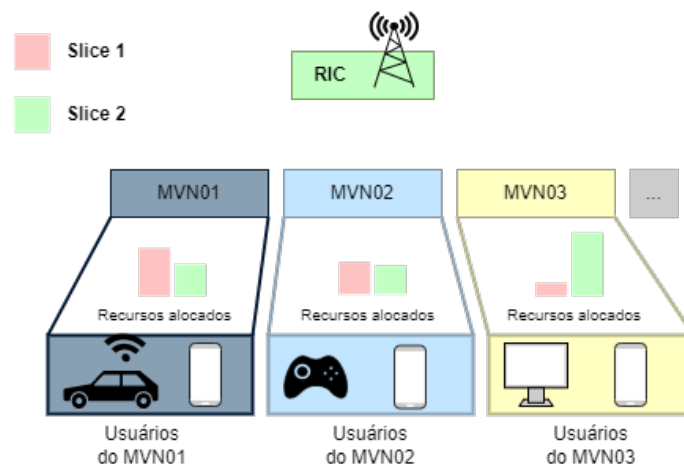 Slice 1
RIC
Slice 2
MVN01
MVN02
MVN03
...
Recursos alocados
Recursos alocados
Recursos alocados
Usuários
do MVN01
Usuários
do MVN02
Usuários
do MVN03